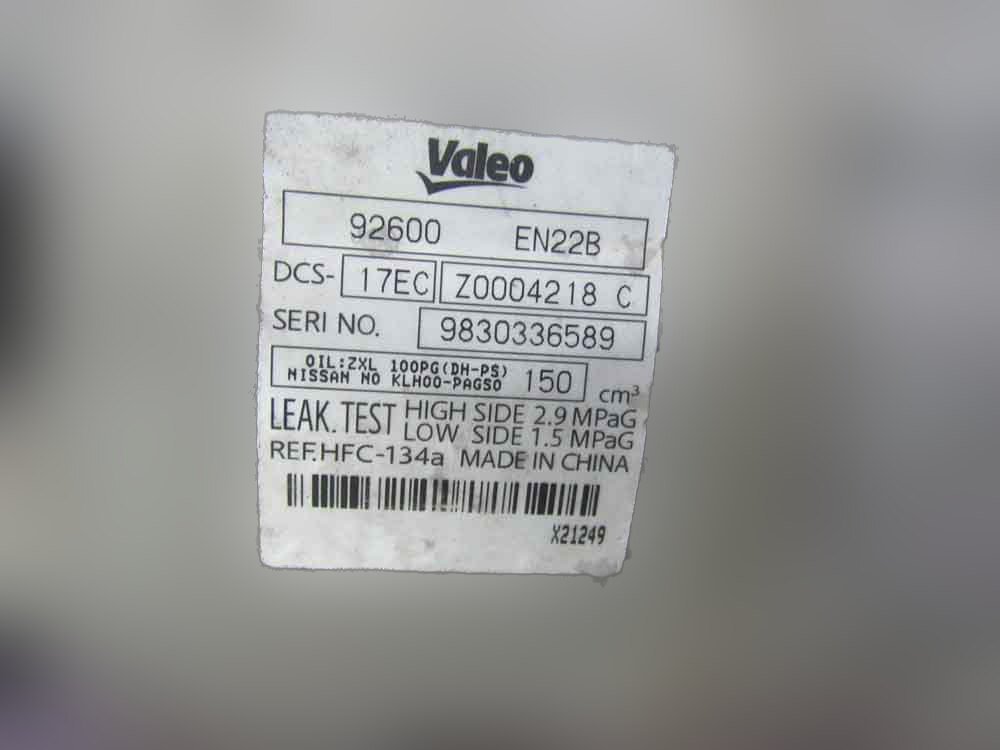 Valeo
92600 EN22B
DCS- 17EC Z0004218 C
SERI NO. 9830336589
OIL:ZXL 100PG(DH-PS)
NISSAN NO KLH00-PAGS0 150 cm³
LEAK. TEST HIGH SIDE 2.9 MPaG
LOW SIDE 1.5 MPaG
REF.HFC-134a MADE IN CHINA
X21249